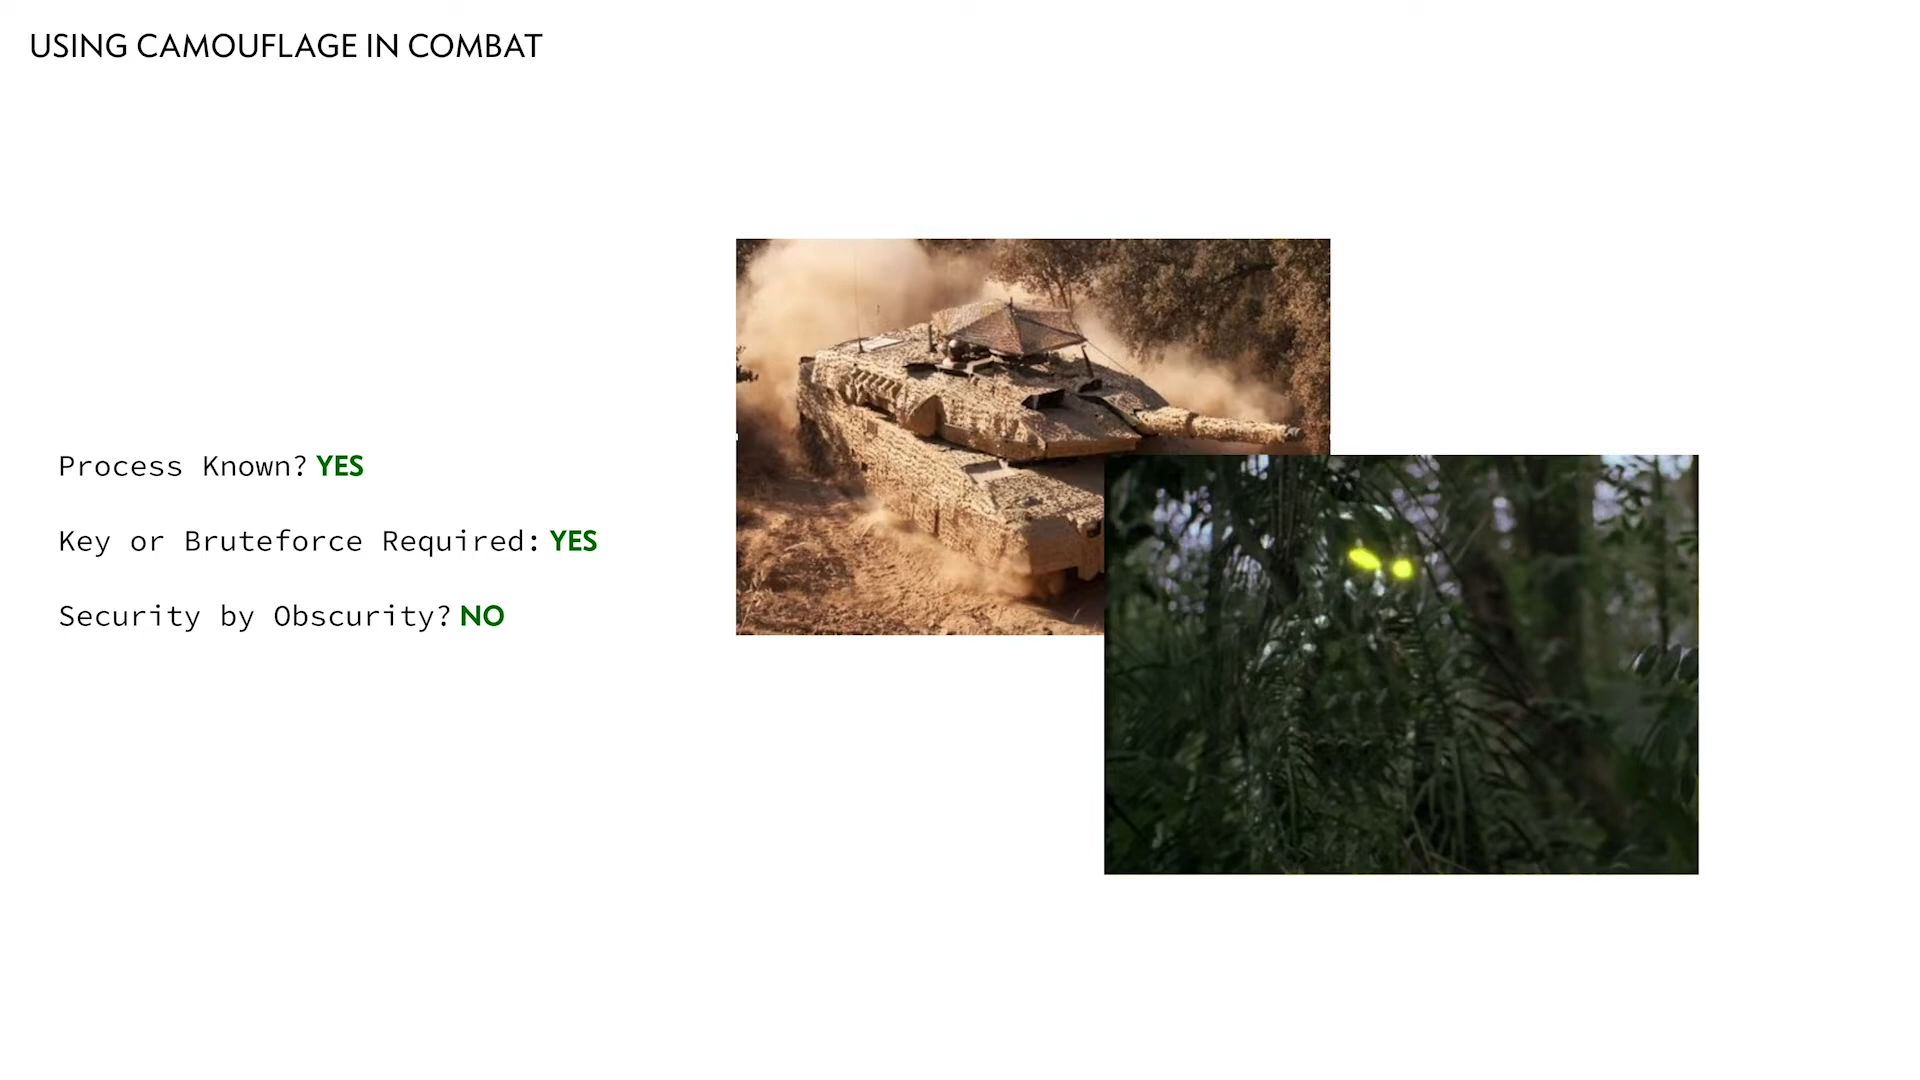 USING CAMOUFLAGE IN COMBAT
Process Known? YES
Key or Bruteforce Required: YES
Security by Obscurity? NO